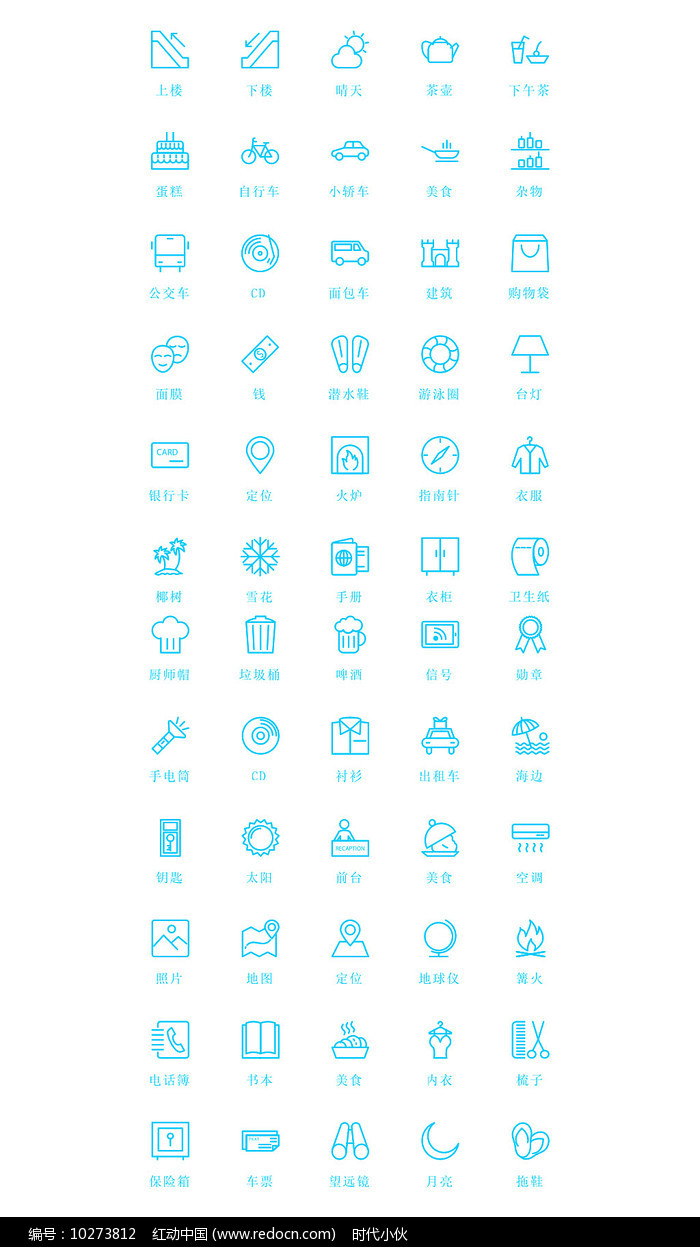 上楼 下楼 晴天 茶壶 下午茶
蛋糕 自行车 小轿车 美食 杂物
公交车 CD 面包车 建筑 购物袋
面膜 钱 潜水鞋 游泳圈 台灯
CARD
银行卡 定位 火炉 指南针 衣服
椰树 雪花 手册 衣柜 卫生纸
厨师帽 垃圾桶 啤酒 信号 勋章
手电筒 CD 衬衫 出租车 海边
RECAPTION
钥匙 太阳 前台 美食 空调
照片 地图 定位 地球仪 篝火
电话簿 书本 美食 内衣 梳子
保险箱 车票 望远镜 月亮 拖鞋
编号：10273812 红动中国 (www.redocn.com) 时代小伙